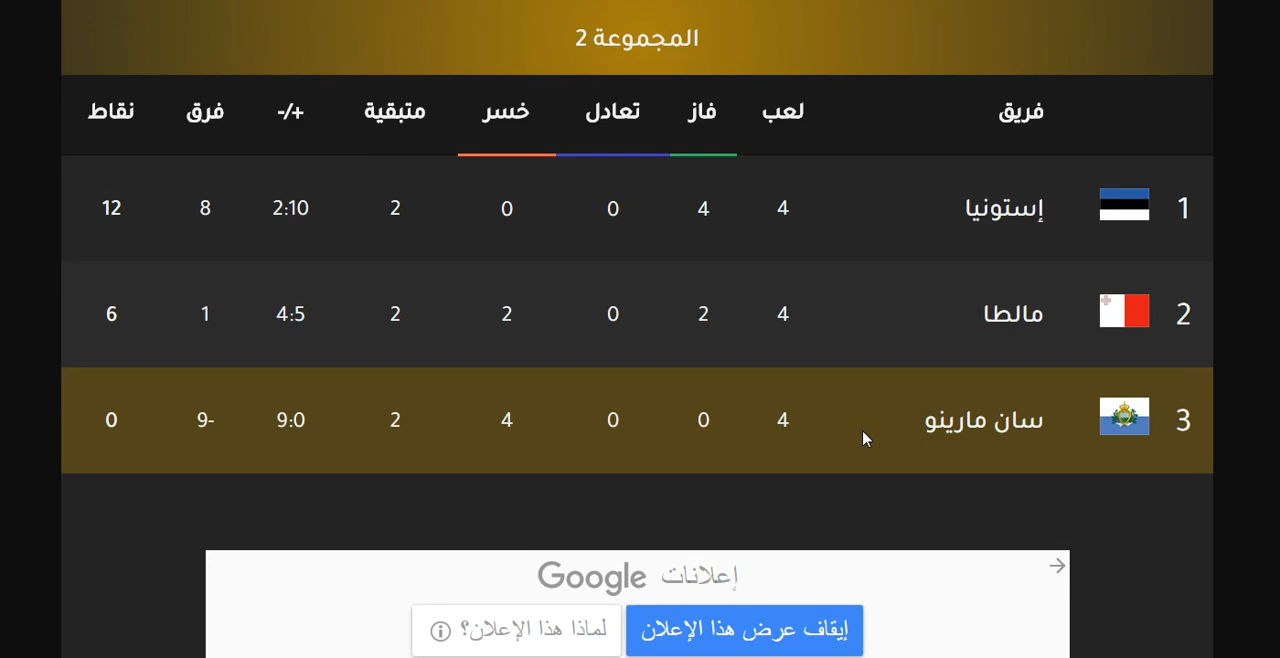 المجموعة 2
فريق لعب فاز تعادل خسر متبقية +/- فرق نقاط
1 إستونيا 4 4 0 0 2 2:10 8 12
2 مالطا 4 2 0 2 2 4:5 1 6
3 سان مارينو 4 0 0 4 2 9:0 9- 0
إعلانات Google
إيقاف عرض هذا الإعلان لماذا هذا الإعلان؟